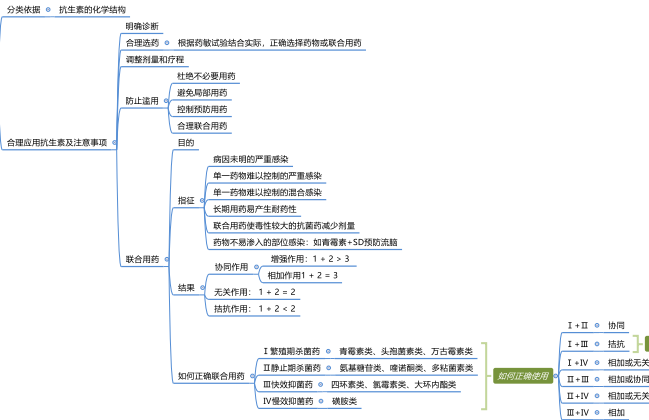 分类依据 抗生素的化学结构
合理应用抗生素及注意事项
明确诊断
合理选药 根据药敏试验结合实际，正确选择药物或联合用药
调整剂量和疗程
防止滥用
杜绝不必要用药
避免局部用药
控制预防用药
合理联合用药
联合用药
目的
指征
病因未明的严重感染
单一药物难以控制的严重感染
单一药物难以控制的混合感染
长期用药易产生耐药性
联合用药使毒性较大的抗菌药减少剂量
药物不易渗入的部位感染：如青霉素+SD预防流脑
结果
协同作用
增强作用：1 + 2 > 3
相加作用1 + 2 = 3
无关作用： 1 + 2 = 2
拮抗作用： 1 + 2 < 2
如何正确联合用药
Ⅰ繁殖期杀菌药 青霉素类、头孢菌素类、万古霉素类
Ⅱ静止期杀菌药 氨基糖苷类、喹诺酮类、多粘菌素类
Ⅲ快效抑菌药 四环素类、氯霉素类、大环内酯类
Ⅳ慢效抑菌药 磺胺类
如何正确使用
Ⅰ+Ⅱ 协同
Ⅰ+Ⅲ 拮抗
Ⅰ+Ⅳ 相加或无关
Ⅱ+Ⅲ 相加或协同
Ⅱ+Ⅳ 相加或无关
Ⅲ+Ⅳ 相加